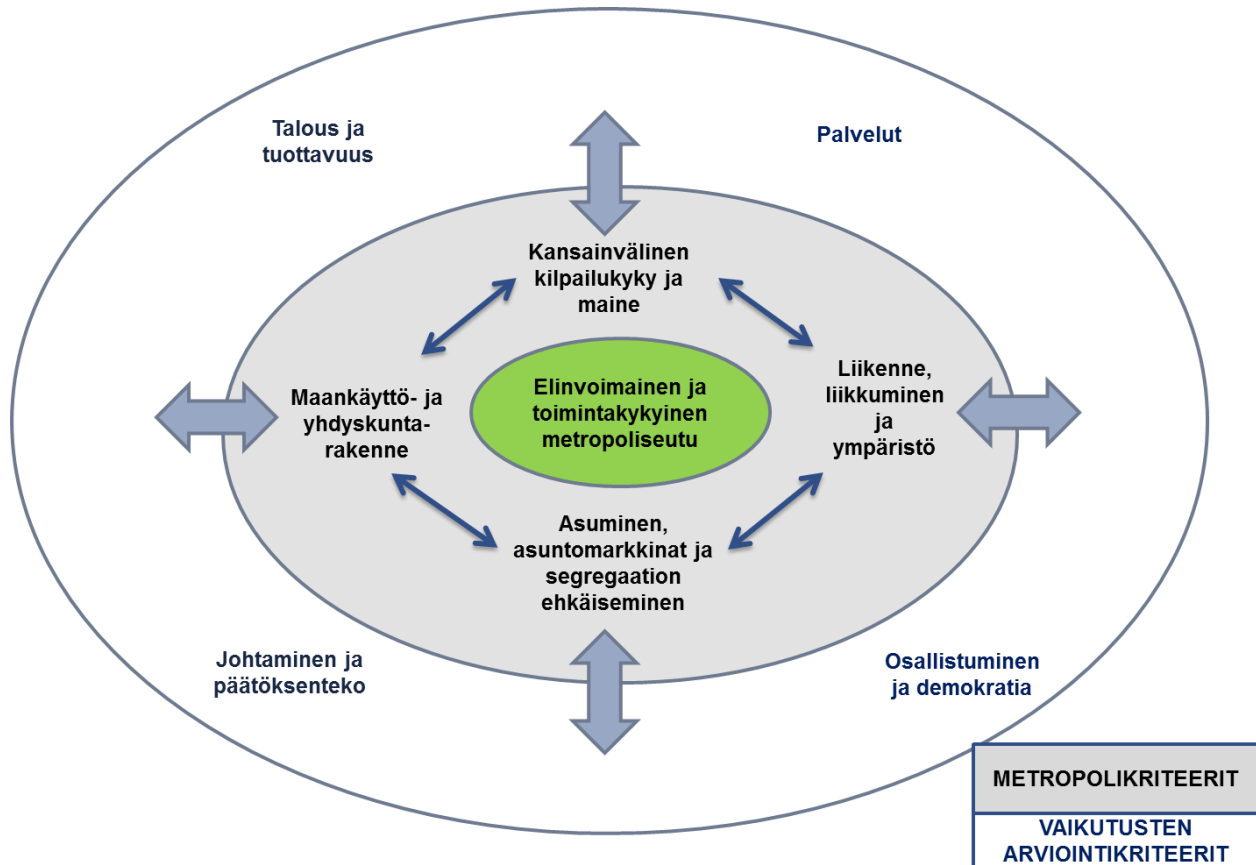 Talous ja
tuottavuus
Palvelut
Kansainvälinen
kilpailukyky ja
maine
Maankäyttö- ja
yhdyskunta-
rakenne
Elinvoimainen ja
toimintakykyinen
metropoliseutu
Liikenne,
liikkuminen
ja
ympäristö
Asuminen,
asuntomarkkinat ja
segregaation
ehkäiseminen
Johtaminen ja
päätöksenteko
Osallistuminen
ja demokratia
METROPOLIKRITEERIT
VAIKUTUSTEN
ARVIOINTIKRITEERIT